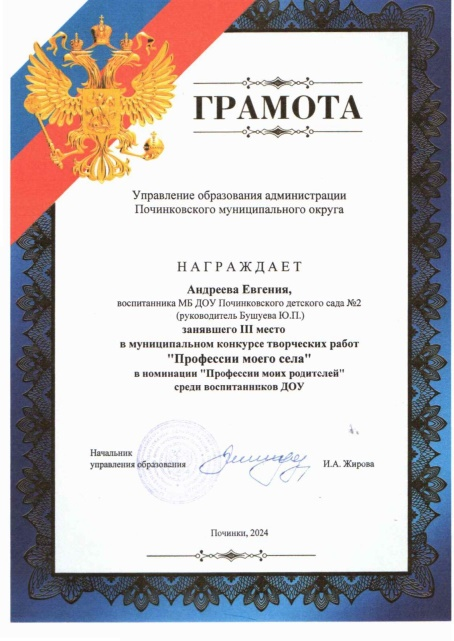 ГРАМОТА
Управление образования администрации
Починковского муниципального округа
НАГРАЖДАЕТ
Андреева Евгения,
воспитанника МБ ДОУ Починковского детского сада №2
(руководитель Бушуева Ю.П.)
занявшего III место
в муниципальном конкурсе творческих работ
"Профессии моего села"
в номинации "Профессии моих родителей"
среди воспитанников ДОУ
Начальник
управления образования И.А. Жирова
Починки, 2024